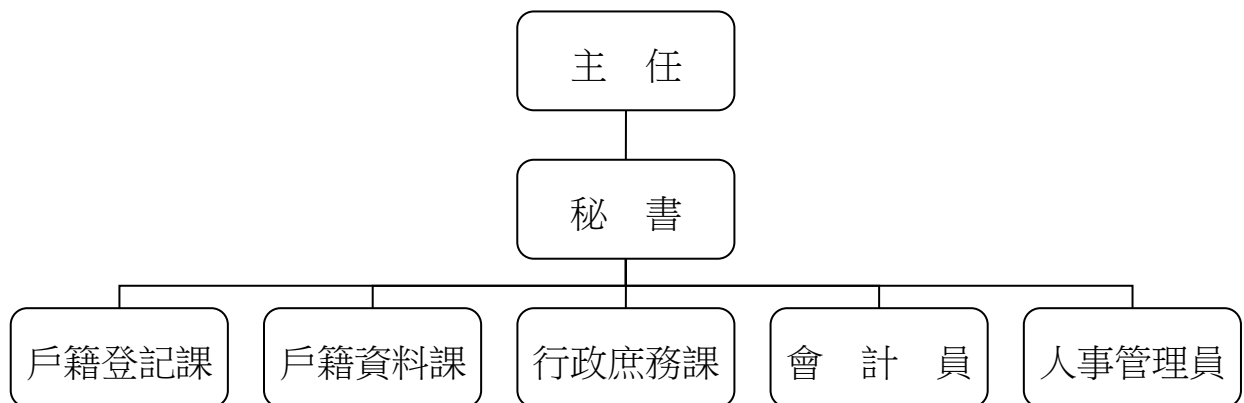 主　任
秘　書
戶籍登記課
戶籍資料課
行政庶務課
會　計　員
人事管理員